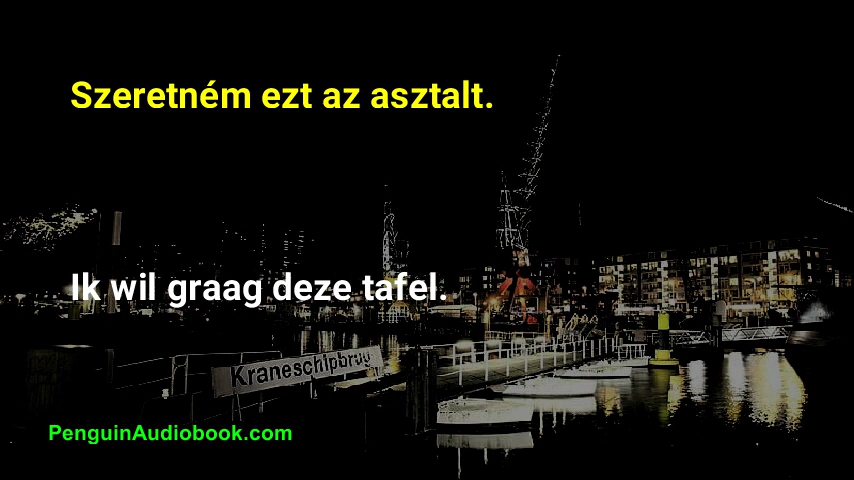 Szeretném ezt az asztalt.
Ik wil graag deze tafel.
Kraneschipbrug
PenguinAudiobook.com